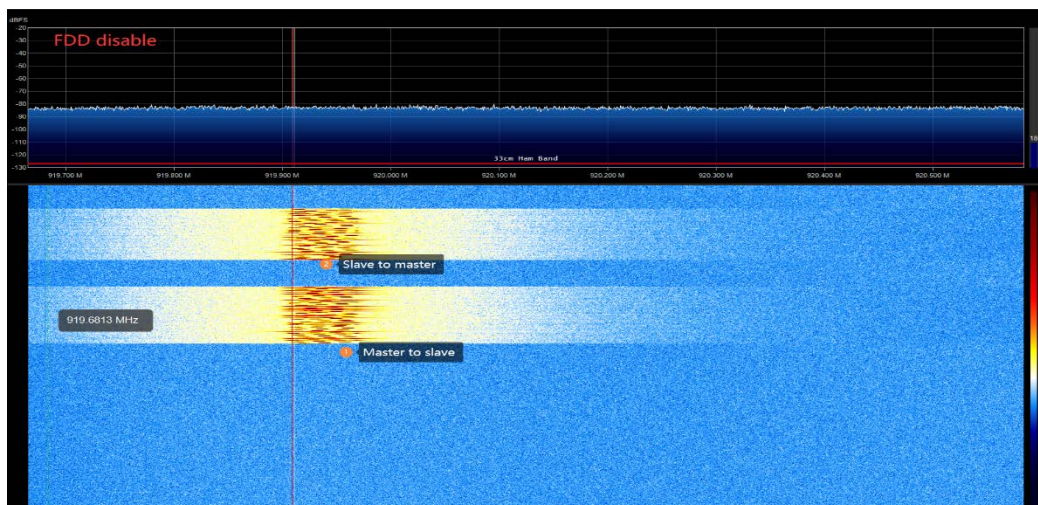 dBFS
-20
FDD disable
-30
-40
-50
-60
-70
-80
-90
-100
-110
-120
33cm Ham Band
-130
919.700 M 919.800 M 919.900 M 920.000 M 920.100 M 920.200 M 920.300 M 920.400 M 920.500 M
2 Slave to master
919.6813 MHz
1 Master to slave